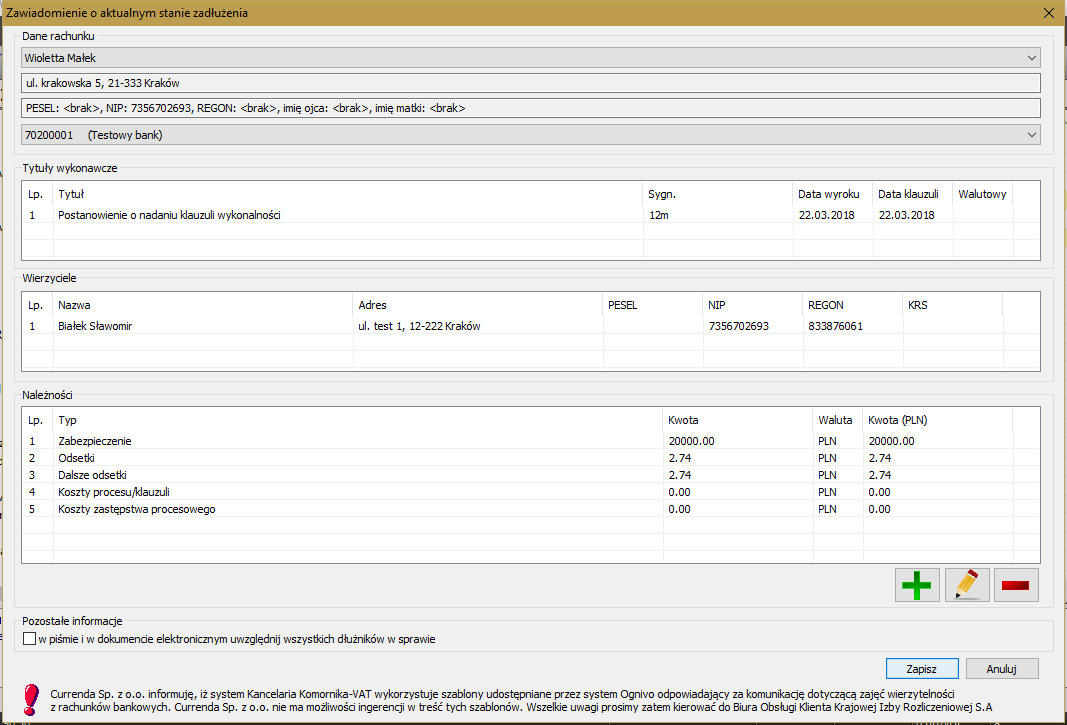 Zawiadomienie o aktualnym stanie zadłużenia
Dane rachunku
Wioletta Małek
ul. krakowska 5, 21-333 Kraków
PESEL: <brak>, NIP: 7356702693, REGON: <brak>, imię ojca: <brak>, imię matki: <brak>
70200001 (Testowy bank)
Tytuły wykonawcze
Lp. Tytuł Sygn. Data wyroku Data klauzuli Walutowy
1 Postanowienie o nadaniu klauzuli wykonalności 12m 22.03.2018 22.03.2018
Wierzyciele
Lp. Nazwa Adres PESEL NIP REGON KRS
1 Białek Sławomir ul. test 1, 12-222 Kraków 7356702693 833876061
Należności
Lp. Typ Kwota Waluta Kwota (PLN)
1 Zabezpieczenie 20000.00 PLN 20000.00
2 Odsetki 2.74 PLN 2.74
3 Dalsze odsetki 2.74 PLN 2.74
4 Koszty procesu/klauzuli 0.00 PLN 0.00
5 Koszty zastępstwa procesowego 0.00 PLN 0.00
Pozostałe informacje
w piśmie i w dokumencie elektronicznym uwzględnij wszystkich dłużników w sprawie
Zapisz Anuluj
Currenda Sp. z o.o. informuję, iż system Kancelaria Komornika-VAT wykorzystuje szablony udostępniane przez system Ognivo odpowiadający za komunikację dotyczącą zajęć wierzytelności
z rachunków bankowych. Currenda Sp. z o.o. nie ma możliwości ingerencji w treść tych szablonów. Wszelkie uwagi prosimy zatem kierować do Biura Obsługi Klienta Krajowej Izby Rozliczeniowej S.A